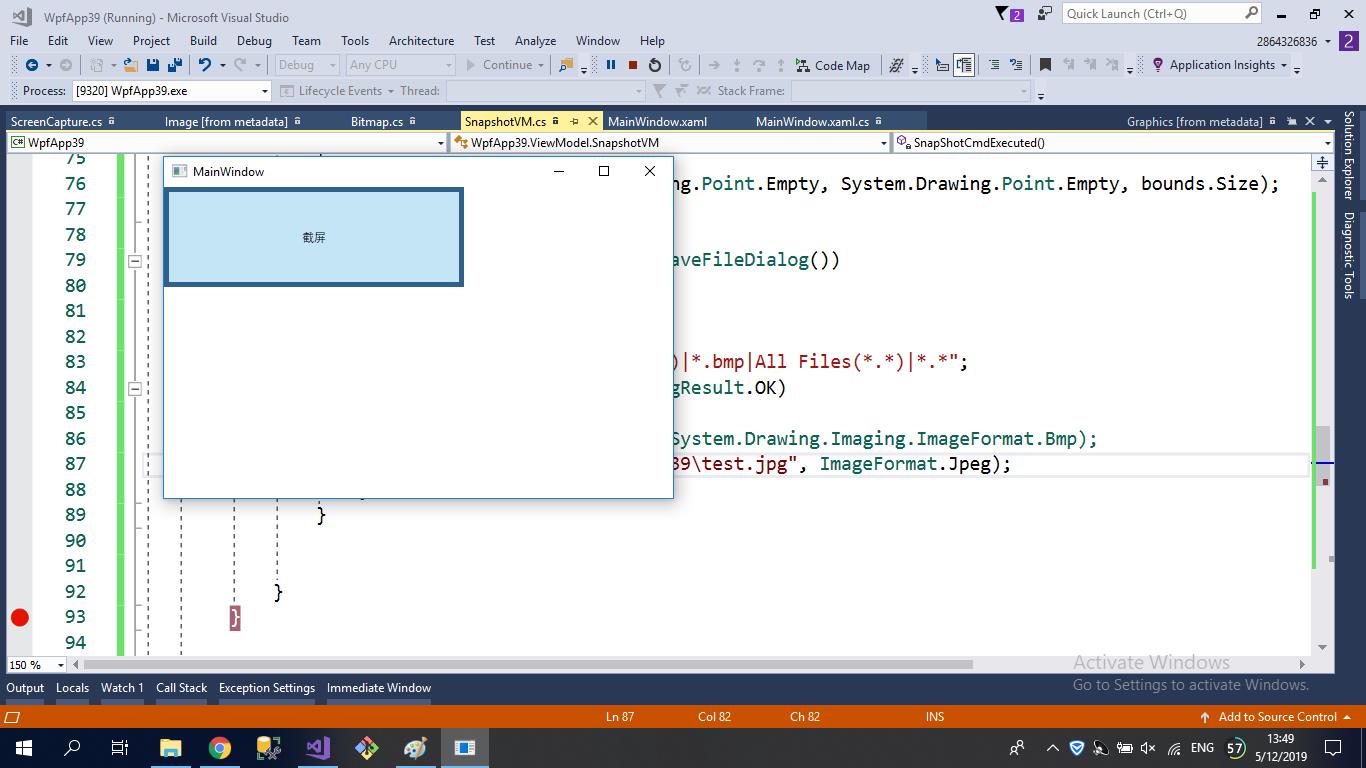 WpfApp39 (Running) - Microsoft Visual Studio
2
Quick Launch (Ctrl+Q)
File Edit View Project Build Debug Team Tools Architecture Test Analyze Window Help
2864326836
2
Debug Any CPU Continue Code Map Application Insights
Process: [9320] WpfApp39.exe Lifecycle Events Thread: Stack Frame:
ScreenCapture.cs Image [from metadata] Bitmap.cs SnapshotVM.cs MainWindow.xaml MainWindow.xaml.cs Graphics [from metadata]
C# WpfApp39 WpfApp39.ViewModel.SnapshotVM SnapShotCmdExecuted()
Solution Explorer
Diagnostic Tools
MainWindow
截屏
75
76 ng.Point.Empty, System.Drawing.Point.Empty, bounds.Size);
77
78
79 aveFileDialog())
80
81
82
83 )|*.bmp|All Files(*.*)|*.*";
84 gResult.OK)
85
86 System.Drawing.Imaging.ImageFormat.Bmp);
87 39\test.jpg", ImageFormat.Jpeg);
88
89 }
90
91
92 }
93 }
94
150 %
Activate Windows
Go to Settings to activate Windows.
Output Locals Watch 1 Call Stack Exception Settings Immediate Window
Ln 87 Col 82 Ch 82 INS Add to Source Control
ENG 57 13:49
5/12/2019